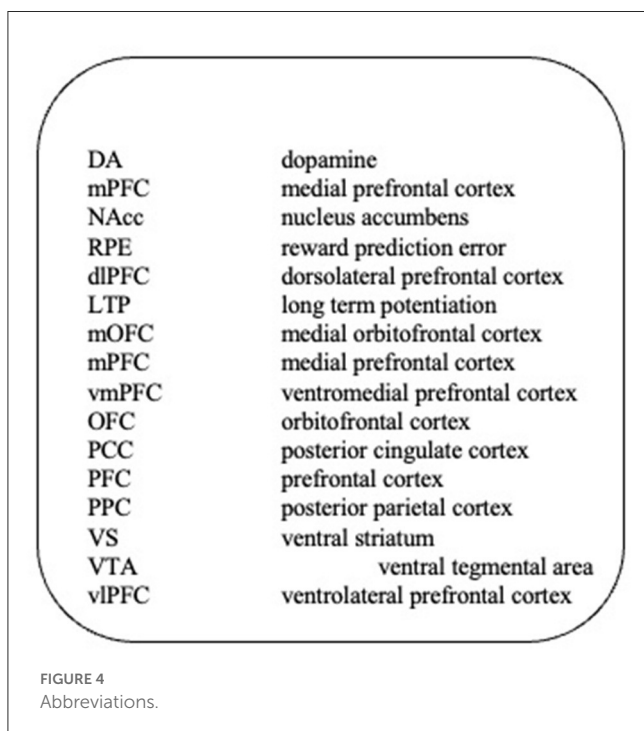 DA dopamine
mPFC medial prefrontal cortex
NAcc nucleus accumbens
RPE reward prediction error
dlPFC dorsolateral prefrontal cortex
LTP long term potentiation
mOFC medial orbitofrontal cortex
mPFC medial prefrontal cortex
vmPFC ventromedial prefrontal cortex
OFC orbitofrontal cortex
PCC posterior cingulate cortex
PFC prefrontal cortex
PPC posterior parietal cortex
VS ventral striatum
VTA ventral tegmental area
vlPFC ventrolateral prefrontal cortex
FIGURE 4
Abbreviations.